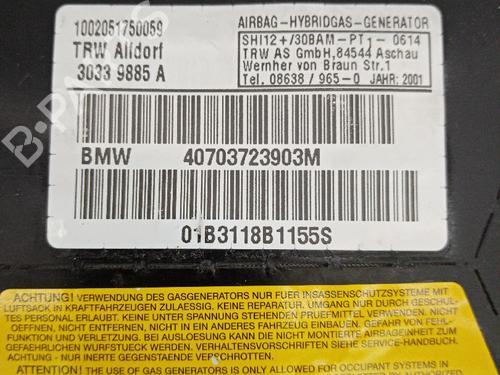 1002051750059
TRW Alfdorf
3033 9885 A
AIRBAG-HYBRIDGAS-GENERATOR
SHI12+/30BAM-PT1-0614
TRW AS GmbH,84544 Aschau
Wernher von Braun Str.1
Tel.08638/965-0 JAHR:2001
BMW 40703723903M
01B3118B1155S
ACHTUNG! VERWENDUNG DES GASGENERATORS NUR FUER INSASSENSCHUTZSYSTEME MIT
LUFTSACK IN KRAFTFAHRZEUGEN ZULAESSIG. KEINE REPARATUR. UMGANG NUR DURCH GESCHUL-
TES PERSONAL ERLAUBT. KEINE UNTER SPANNUNG STEHENDEN PRUEFMITTEL VERWENDEN. NICHT
OEFFNEN, NICHT ENTZUENDEN, NICHT IN EIN ANDERES FAHRZEUG EINBAUEN. GEFAHR VON FEHL-
FUNKTION UND VERLETZUNGEN. BEI AUSLOESUNG KANN DIE NICHT MONTIERTE AIRBAGEINHEIT ZUM
GEFAEHRLICHEN WURFSTUECK WERDEN. VERHALTENSVORSCHRIFTEN SIEHE SERVICE-HANDBUCH.
ACHTUNG - NUR INERTE GEGENSTAENDE VERPACKEN.
ATTENTION! THE USE OF GAS GENERATORS IS ONLY ALLOWED FOR OCCUPANT SYSTEMS IN
B-PARTS